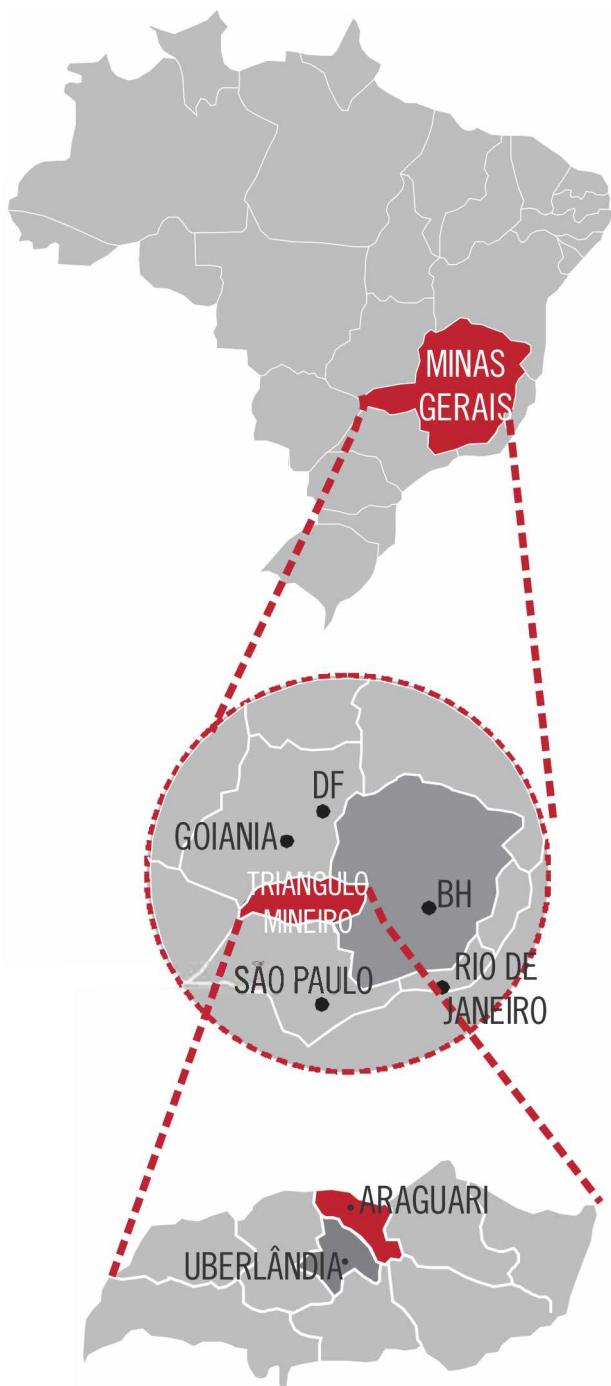 MINAS
GERAIS
DF
GOIANIA
TRIANGULO
MINEIRO
BH
SÃO PAULO
RIO DE
JANEIRO
ARAGUARI
UBERLÂNDIA